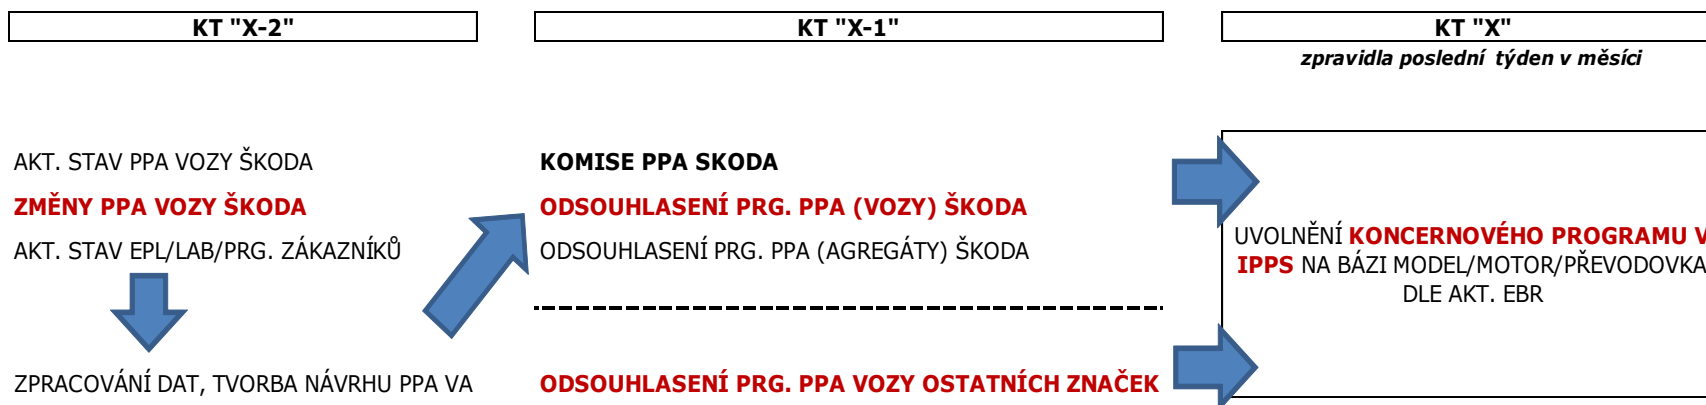 KT "X-2"
KT "X-1"
KT "X"
zpravidla poslední týden v měsíci
AKT. STAV PPA VOZY ŠKODA
ZMĚNY PPA VOZY ŠKODA
AKT. STAV EPL/LAB/PRG. ZÁKAZNÍKŮ
ZPRACOVÁNÍ DAT, TVORBA NÁVRHU PPA VA
KOMISE PPA SKODA
ODSOUHLASENÍ PRG. PPA (VOZY) ŠKODA
ODSOUHLASENÍ PRG. PPA (AGREGÁTY) ŠKODA
ODSOUHLASENÍ PRG. PPA VOZY OSTATNÍCH ZNAČEK
UVOLNĚNÍ KONCERNOVÉHO PROGRAMU V
IPPS NA BÁZI MODEL/MOTOR/PŘEVODOVKA
DLE AKT. EBR